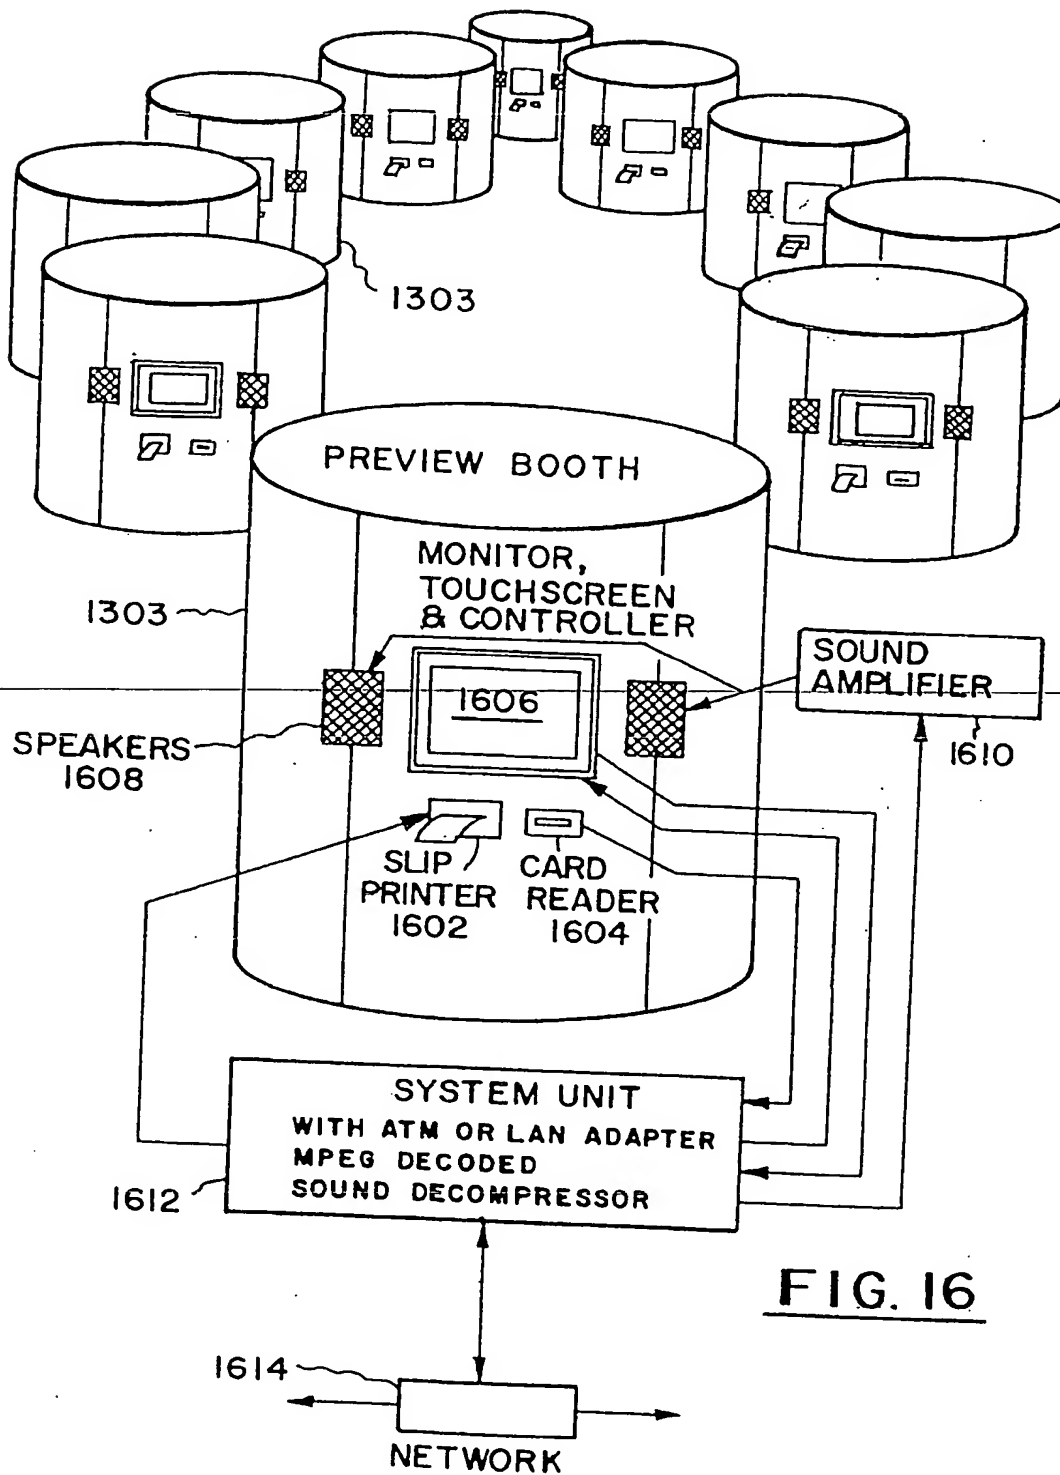 1303
PREVIEW BOOTH
MONITOR,
TOUCHSCREEN
& CONTROLLER
1303
SOUND
AMPLIFIER
1606
SPEAKERS
1608
1610
SLIP
PRINTER
1602
CARD
READER
1604
SYSTEM UNIT
WITH ATM OR LAN ADAPTER
MPEG DECODED
SOUND DECOMPRESSOR
1612
FIG. 16
1614
NETWORK